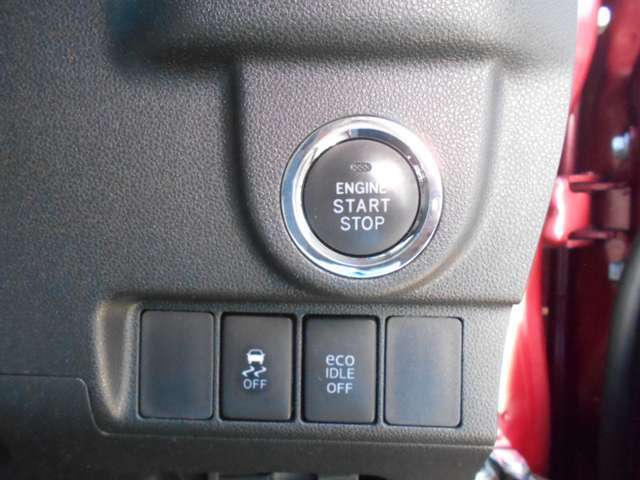 ENGINE
START
STOP
OFF
eco
IDLE
OFF